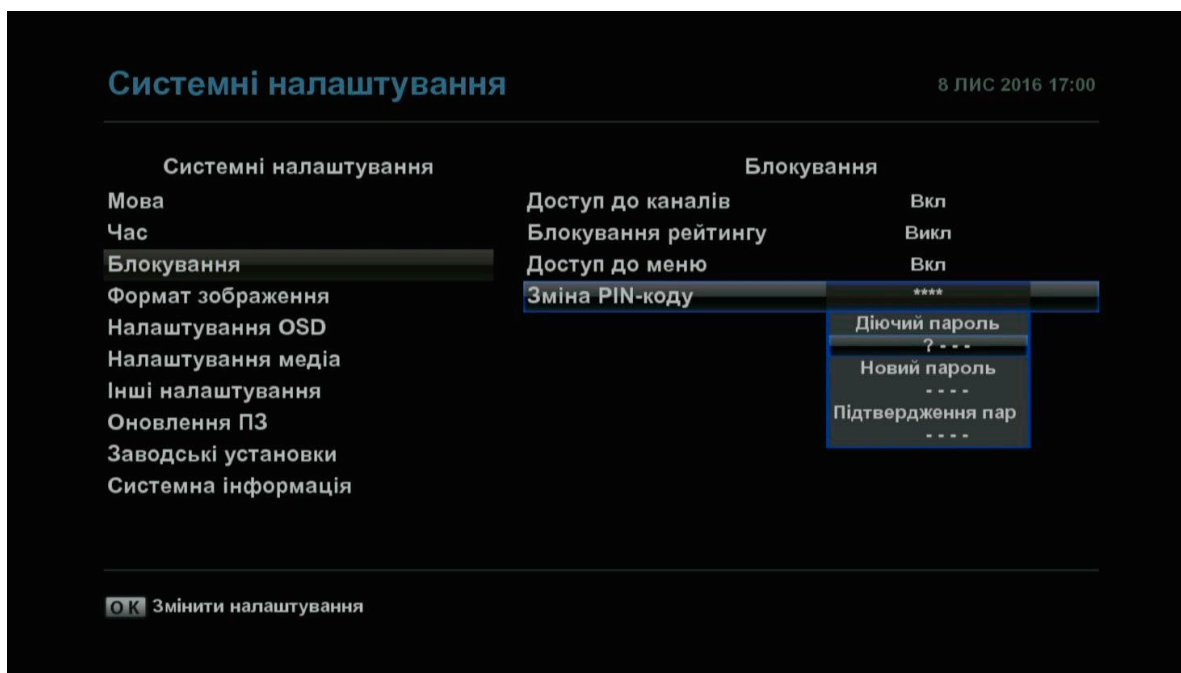 Системні налаштування
8 ЛИС 2016 17:00
Системні налаштування
Блокування
Мова
Доступ до каналів Вкл
Час
Блокування рейтингу Викл
Блокування
Доступ до меню Вкл
Формат зображення
Зміна PIN-коду ****
Налаштування OSD
Діючий пароль
? - - -
Налаштування медіа
Новий пароль
- - - -
Інші налаштування
Оновлення ПЗ
Підтвердження пар
- - - -
Заводські установки
Системна інформація
OK Змінити налаштування